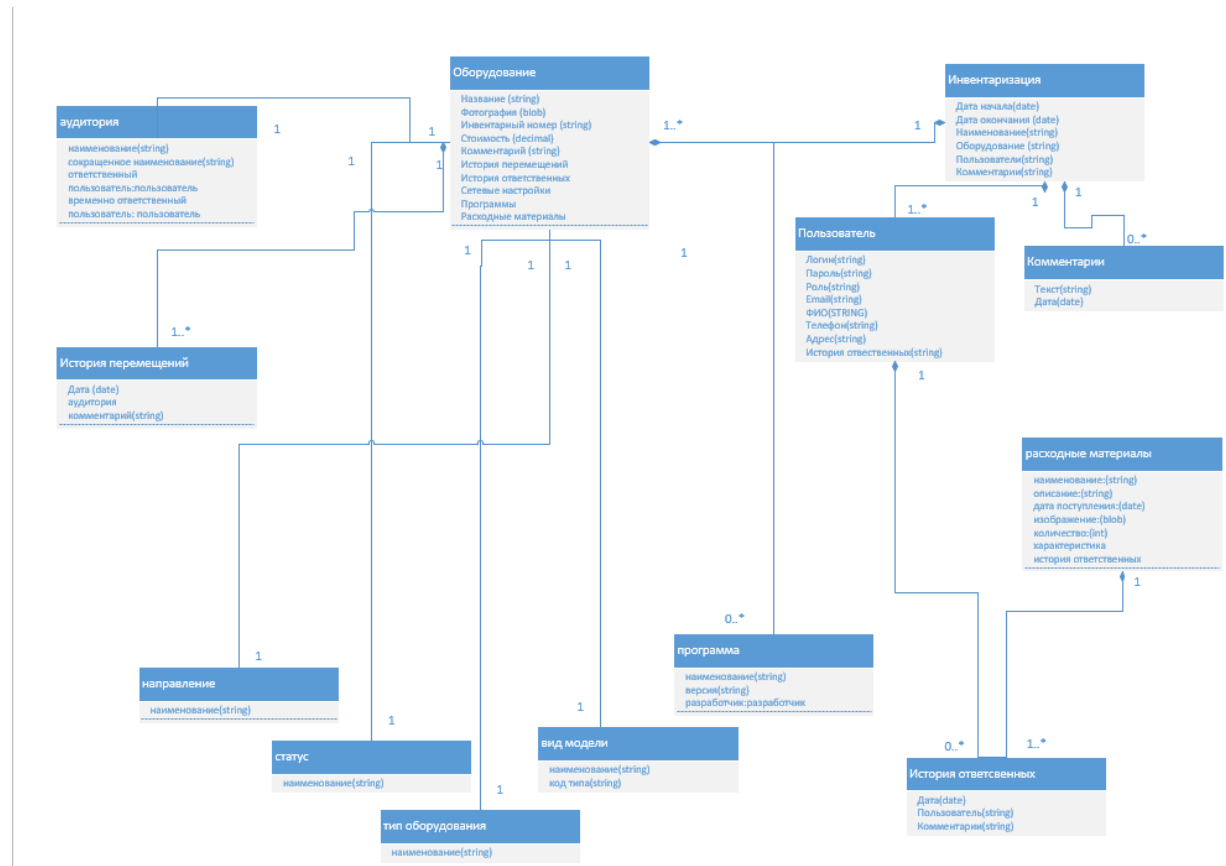 Оборудование
Название (string)
Фотография (blob)
Инвентарный номер (string)
Стоимость (decimal)
Комментарий (string)
История перемещений
История ответственных
Сетевые настройки
Программы
Расходные материалы
Инвентаризация
Дата начала(date)
Дата окончания (date)
Наименование(string)
Оборудование (string)
Пользователи(string)
Комментарии(string)
аудитория
наименование(string)
сокращенное наименование(string)
ответственный
пользователь:пользователь
временно ответственный
пользователь: пользователь
1
1
1
1
1..*
1
1..*
1
1
0..*
Пользователь
Логин(string)
Пароль(string)
Роль(string)
Email(string)
ФИО(STRING)
Телефон(string)
Адрес(string)
История отвественных(string)
Комментарии
Текст(string)
Дата(date)
1
1
1
1
1..*
История перемещений
Дата (date)
аудитория
комментарий(string)
1
расходные материалы
наименование:(string)
описание:(string)
дата поступления:(date)
изображение:(blob)
количество:(int)
характеристика
история ответственных
1
0..*
программа
наименование(string)
версия(string)
разработчик:разработчик
1
направление
наименование(string)
1
статус
наименование(string)
1
вид модели
наименование(string)
код типа(string)
1
тип оборудования
наименование(string)
0..*
1..*
История ответсвенных
Дата(date)
Пользователь(string)
Комментарии(string)